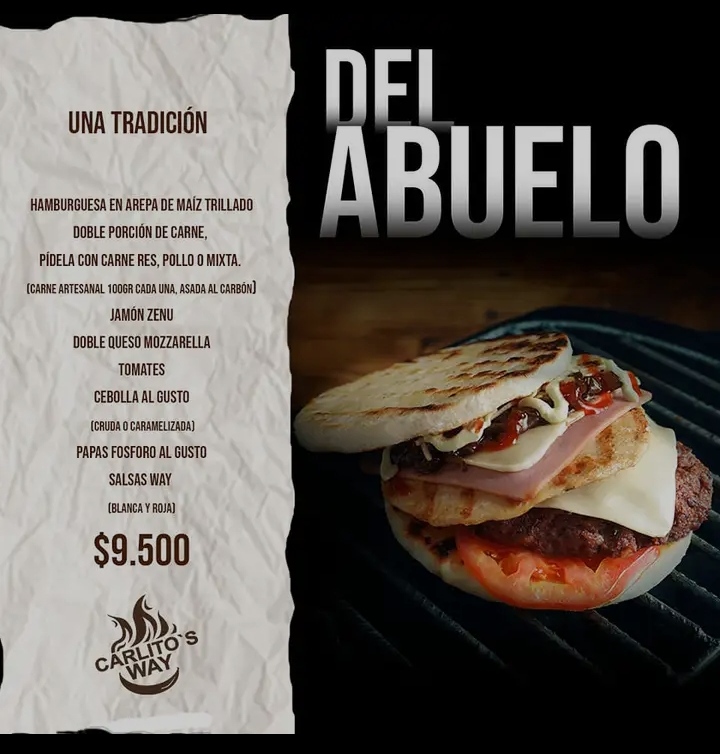 UNA TRADICIÓN
HAMBURGUESA EN AREPA DE MAÍZ TRILLADO
DOBLE PORCIÓN DE CARNE,
PÍDELA CON CARNE RES, POLLO O MIXTA.
(CARNE ARTESANAL 100GR CADA UNA, ASADA AL CARBÓN)
JAMÓN ZENU
DOBLE QUESO MOZZARELLA
TOMATES
CEBOLLA AL GUSTO
(CRUDA O CARAMELIZADA)
PAPAS FOSFORO AL GUSTO
SALSAS WAY
(BLANCA Y ROJA)
$9.500
CARLITO`S
WAY
DEL
ABUELO